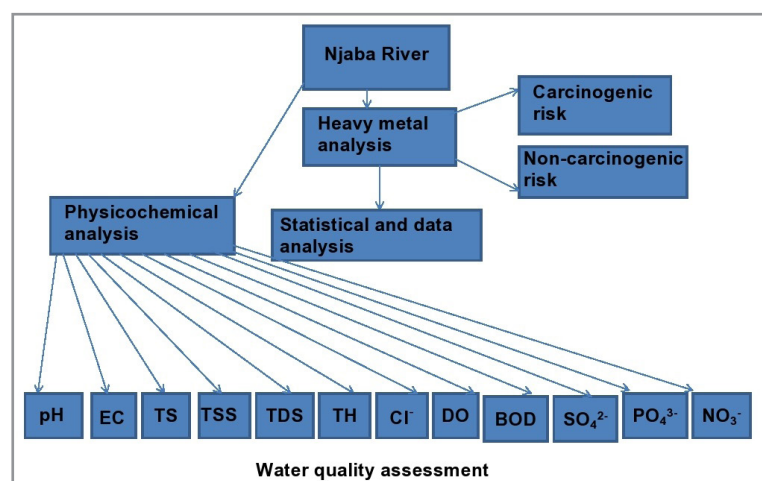 Njaba River
Heavy metal
analysis
Carcinogenic
risk
Non-carcinogenic
risk
Physicochemical
analysis
Statistical and data
analysis
pH
EC
TS
TSS
TDS
TH
Cl⁻
DO
BOD
SO₄²⁻
PO₄³⁻
NO₃⁻
Water quality assessment